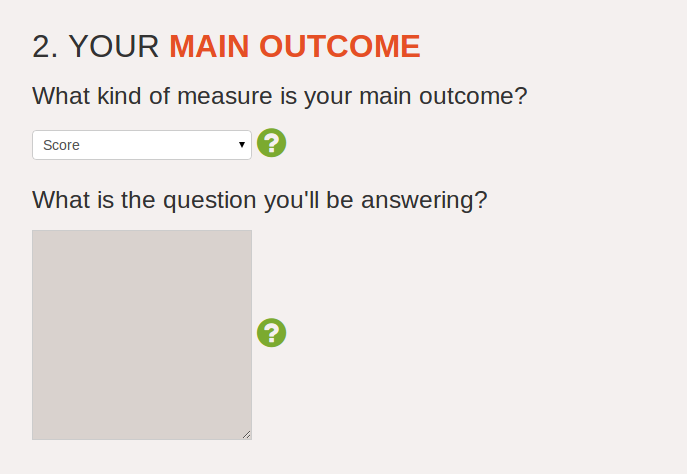 2. YOUR MAIN OUTCOME
What kind of measure is your main outcome?
Score
?
What is the question you'll be answering?
?